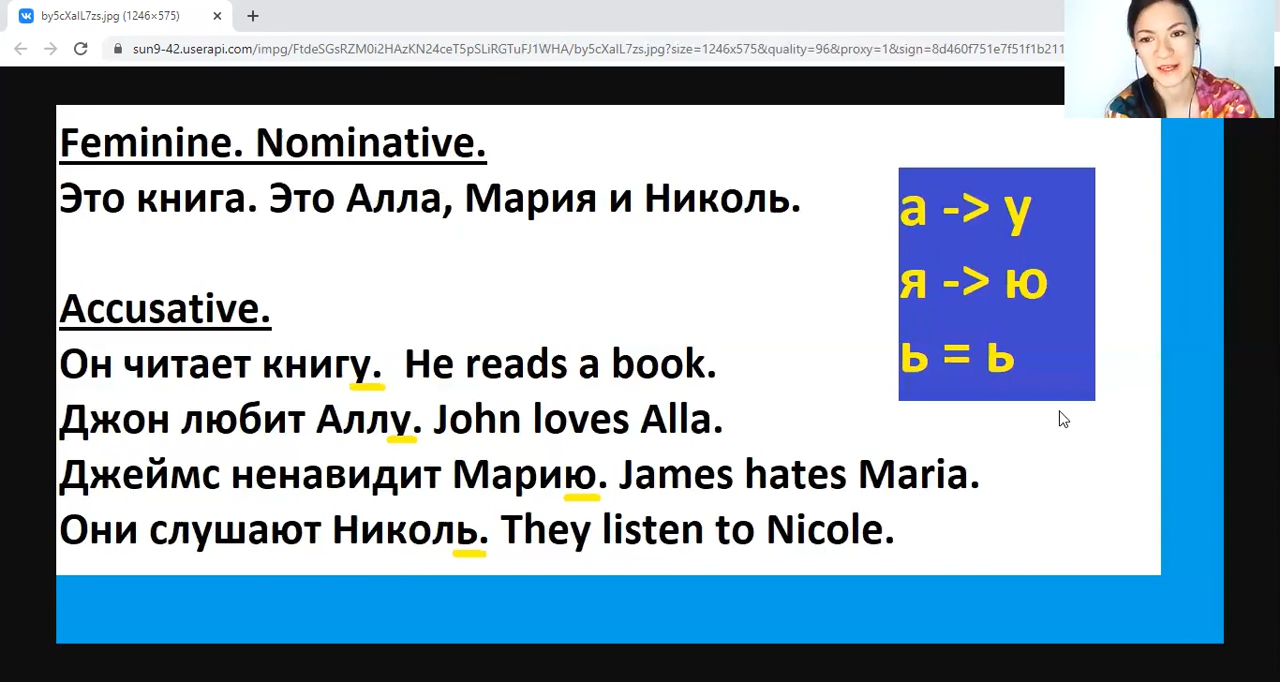 by5cXaIL7zs.jpg (1246×575)
sun9-42.userapi.com/impg/FtdeSGsRZM0i2HAzKN24ceT5pSLiRGTuFJ1WHA/by5cXaIL7zs.jpg?size=1246x575&quality=96&proxy=1&sign=8d460f751e7f51f1b211
Feminine. Nominative.
Это книга. Это Алла, Мария и Николь.
Accusative.
Он читает книгу. He reads a book.
Джон любит Аллу. John loves Alla.
Джеймс ненавидит Марию. James hates Maria.
Они слушают Николь. They listen to Nicole.
а -> у
я -> ю
ь = ь